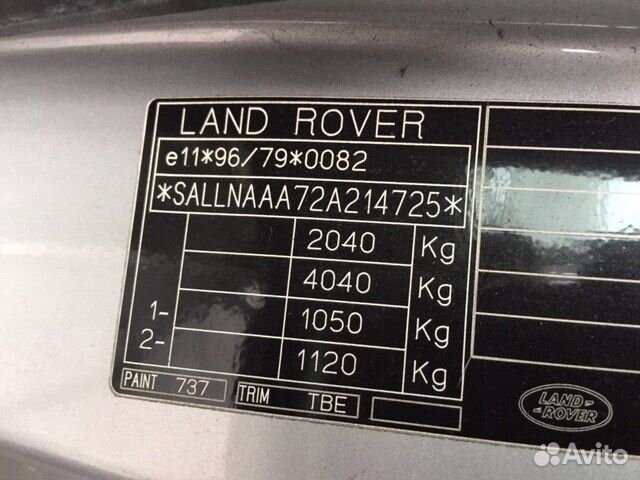 LAND ROVER
e11*96/79*0082
*SALLNAAA72A214725*
2040 Kg
4040 Kg
1- 1050 Kg
2- 1120 Kg
PAINT 737 TRIM TBE
LAND-
-ROVER
Avito